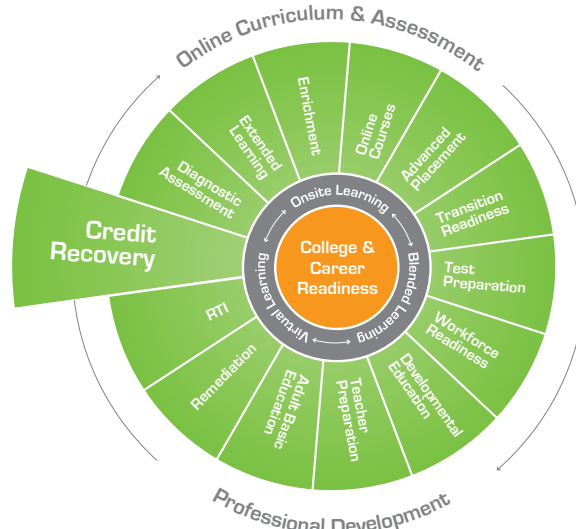 Online Curriculum & Assessment
Enrichment
Online
Courses
Advanced
Placement
Transition
Readiness
Test
Preparation
Workforce
Readiness
Developmental
Education
Teacher
Preparation
Adult Basic
Education
Remediation
RTI
Credit
Recovery
Diagnostic
Assessment
Extended
Learning
Onsite Learning
Blended Learning
Virtual Learning
College &
Career
Readiness
Professional Development